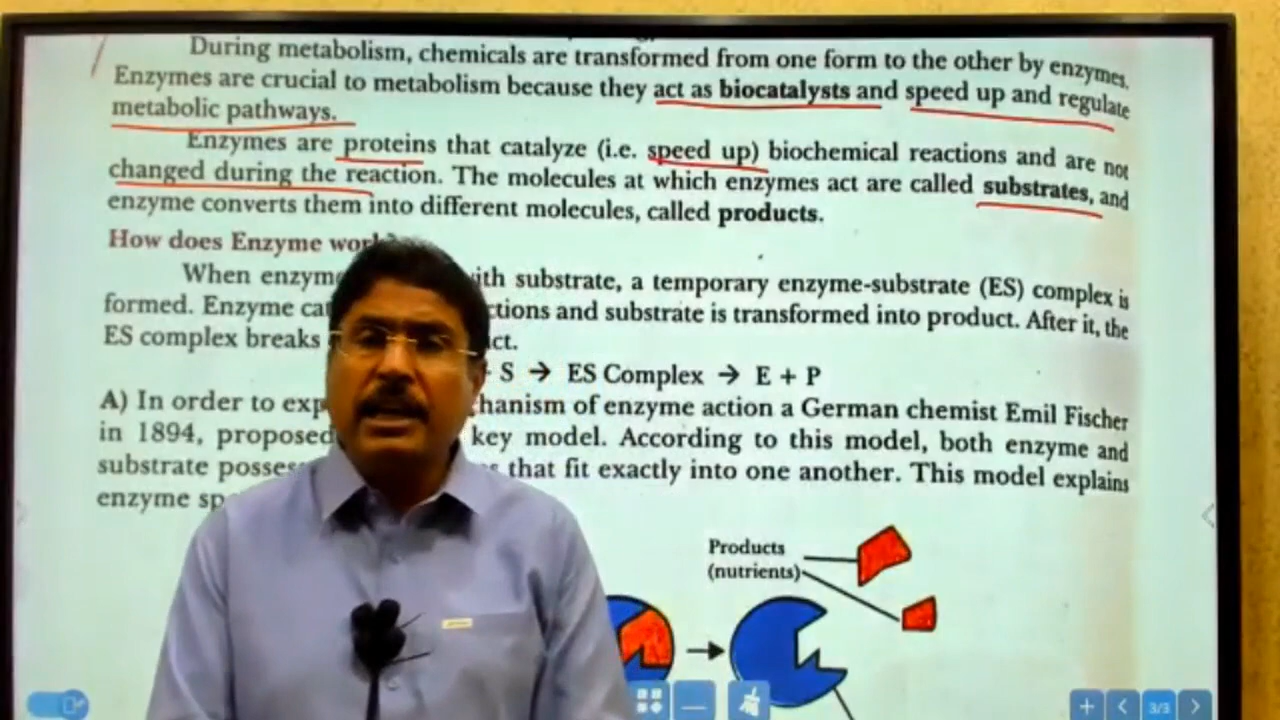 During metabolism, chemicals are transformed from one form to the other by enzymes.
Enzymes are crucial to metabolism because they act as biocatalysts and speed up and regulate
metabolic pathways.
Enzymes are proteins that catalyze (i.e. speed up) biochemical reactions and are not
changed during the reaction. The molecules at which enzymes act are called substrates, and
enzyme converts them into different molecules, called products.
How does Enzyme work?
When enzyme ith substrate, a temporary enzyme-substrate (ES) complex is
formed. Enzyme ca ctions and substrate is transformed into product. After it, the
ES complex breaks ct.
S → ES Complex → E + P
A) In order to exp hanism of enzyme action a German chemist Emil Fischer
in 1894, proposed key model. According to this model, both enzyme and
substrate posses s that fit exactly into one another. This model explains
enzyme sp
Products
(nutrients)
3/3